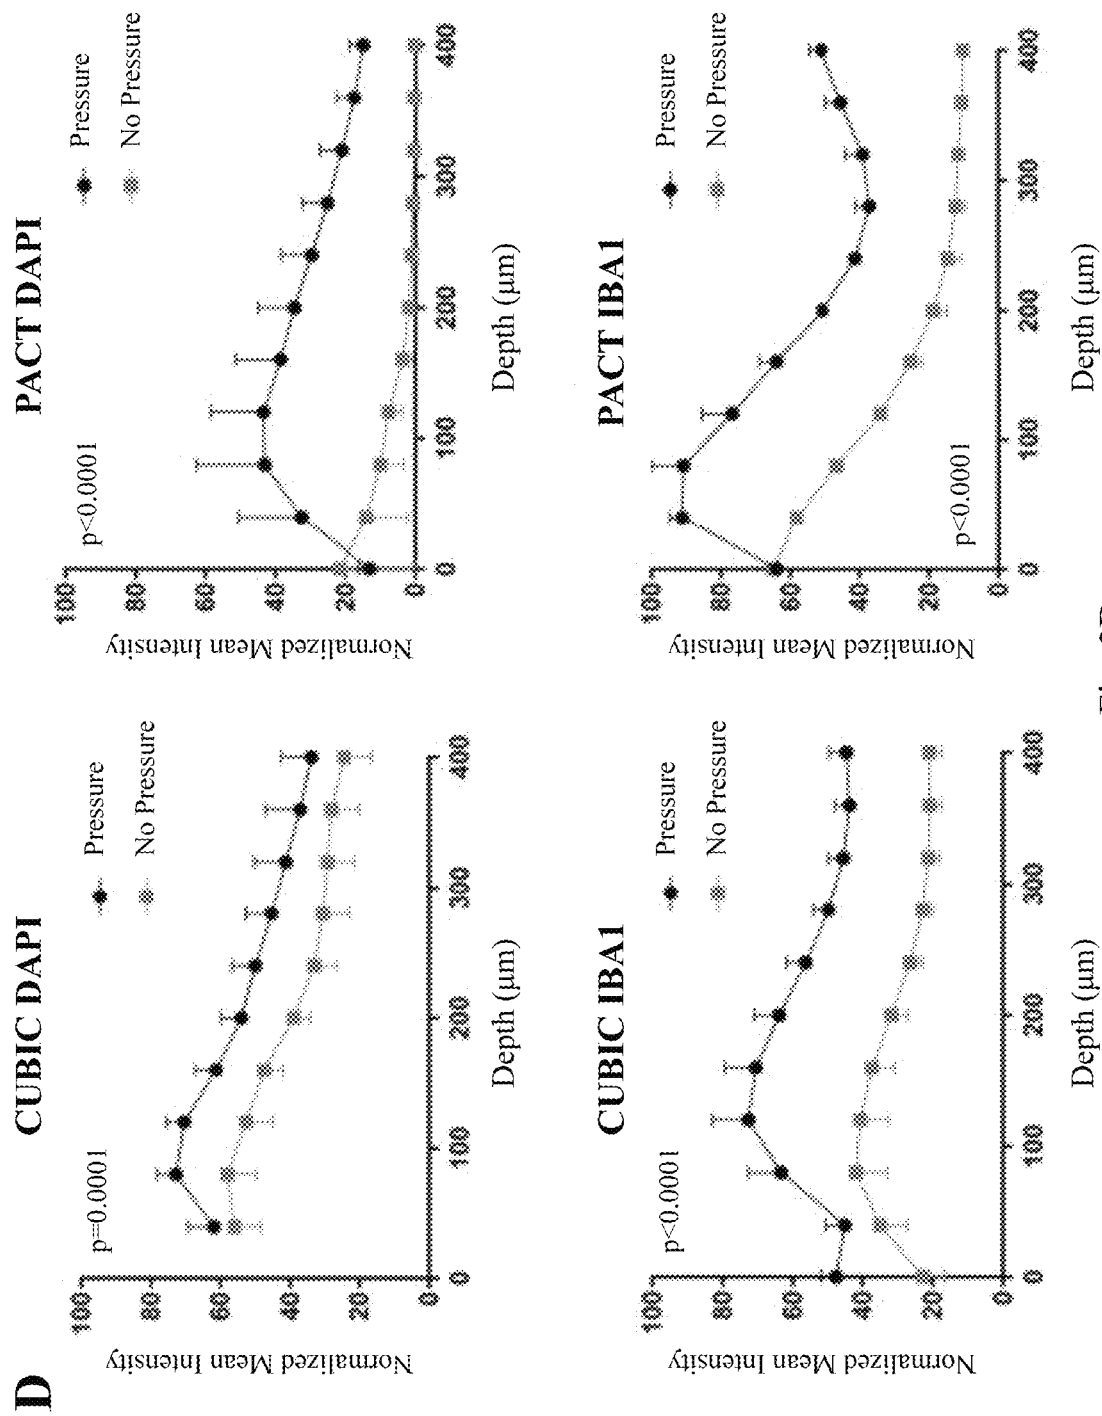 D
CUBIC DAPI
Normalized Mean Intensity
100
80
60
40
20
0
p=0.0001
Pressure
No Pressure
0
100
200
300
400
Depth (μm)
PACT DAPI
Normalized Mean Intensity
100
80
60
40
20
0
p<0.0001
Pressure
No Pressure
0
100
200
300
400
Depth (μm)
CUBIC IBA1
Normalized Mean Intensity
100
80
60
40
20
0
p<0.0001
Pressure
No Pressure
0
100
200
300
400
Depth (μm)
PACT IBA1
Normalized Mean Intensity
100
80
60
40
20
0
p<0.0001
Pressure
No Pressure
0
100
200
300
400
Depth (μm)